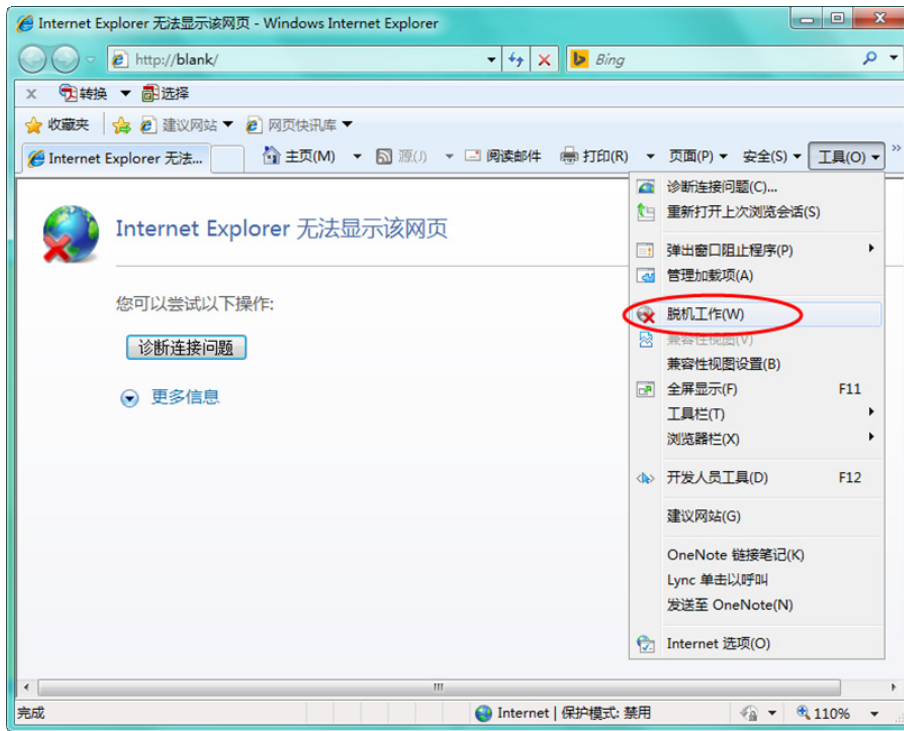 Internet Explorer 无法显示该网页 - Windows Internet Explorer
http://blank/
Bing
x 转换 选择
收藏夹 建议网站 网页快讯库
Internet Explorer 无法... 主页(M) 源(J) 阅读邮件 打印(R) 页面(P) 安全(S) 工具(O) »
诊断连接问题(C)...
重新打开上次浏览会话(S)
Internet Explorer 无法显示该网页
弹出窗口阻止程序(P)
管理加载项(A)
您可以尝试以下操作:
脱机工作(W)
兼容性视图(V)
诊断连接问题
兼容性视图设置(B)
更多信息
全屏显示(F) F11
工具栏(T)
浏览器栏(X)
开发人员工具(D) F12
建议网站(G)
OneNote 链接笔记(K)
Lync 单击以呼叫
发送至 OneNote(N)
Internet 选项(O)
完成
Internet | 保护模式: 禁用
110%